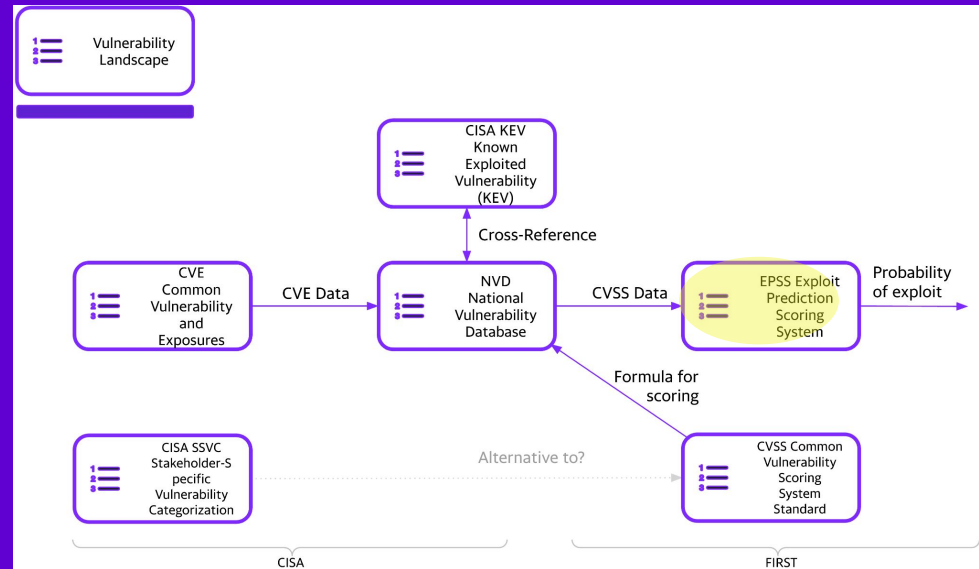 Vulnerability
Landscape
CISA KEV
Known
Exploited
Vulnerability
(KEV)
Cross-Reference
CVE
Common
Vulnerability
and
Exposures
CVE Data
NVD
National
Vulnerability
Database
CVSS Data
EPSS Exploit
Prediction
Scoring
System
Probability
of exploit
Formula for
scoring
CISA SSVC
Stakeholder-S
pecific
Vulnerability
Categorization
Alternative to?
CVSS Common
Vulnerability
Scoring
System
Standard
CISA
FIRST